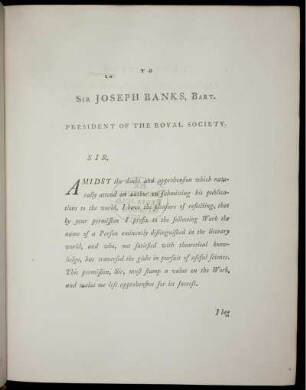 TO
SIR JOSEPH BANKS, BART.
PRESIDENT OF THE ROYAL SOCIETY.
SIR,
AMIDST the doubt and apprehension which natu-
rally attend an author on submitting his publica-
tions to the world, I have the pleasure of reflecting, that
by your permission I prefix to the following Work the
name of a Person eminently distinguished in the literary
world, and who, not satisfied with theoretical know-
ledge, has traversed the globe in pursuit of useful science.
This permission, Sir, must stamp a value on the Work,
and make me less apprehensive for its success.
I beg